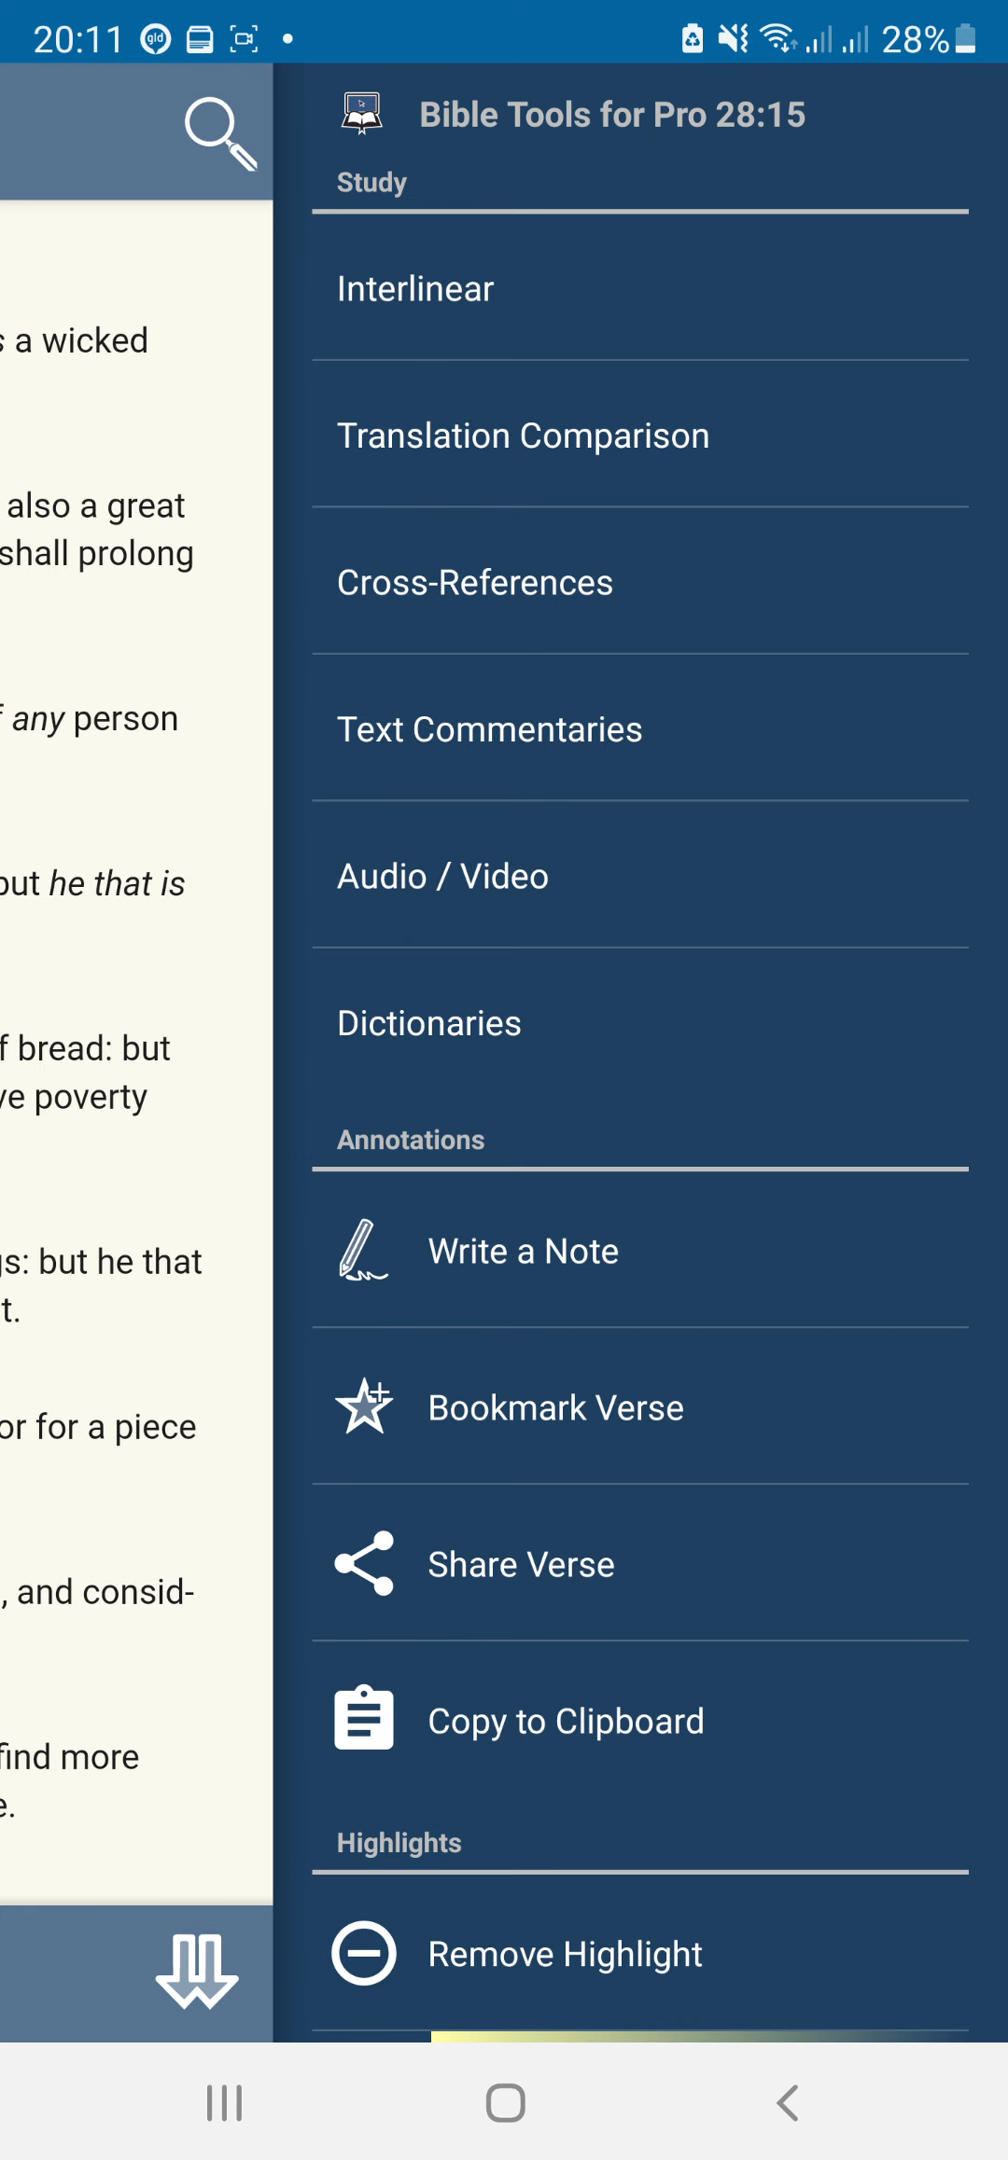 20:11
gld
28%
Bible Tools for Pro 28:15
Study
Interlinear
Translation Comparison
Cross-References
Text Commentaries
Audio / Video
Dictionaries
Annotations
Write a Note
Bookmark Verse
Share Verse
Copy to Clipboard
Highlights
Remove Highlight
a wicked
also a great
shall prolong
any person
but he that is
bread: but
poverty
but he that
for a piece
, and consid-
find more